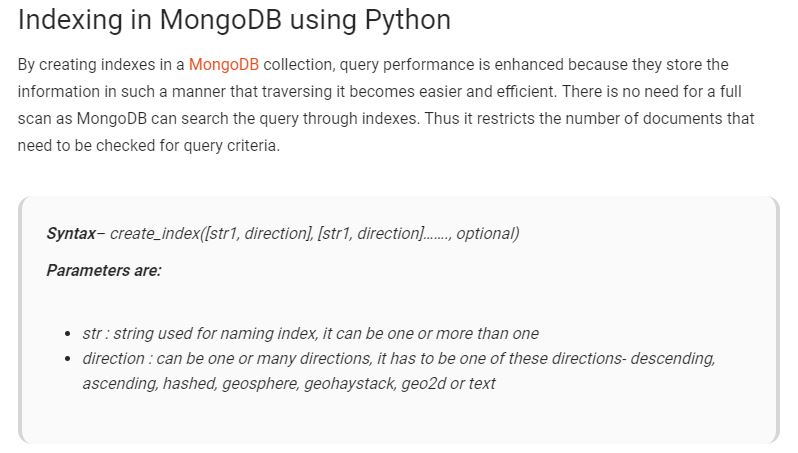 Indexing in MongoDB using Python
By creating indexes in a MongoDB collection, query performance is enhanced because they store the
information in such a manner that traversing it becomes easier and efficient. There is no need for a full
scan as MongoDB can search the query through indexes. Thus it restricts the number of documents that
need to be checked for query criteria.
Syntax– create_index([str1, direction], [str1, direction]……., optional)
Parameters are:
• str : string used for naming index, it can be one or more than one
• direction : can be one or many directions, it has to be one of these directions- descending,
ascending, hashed, geosphere, geohaystack, geo2d or text